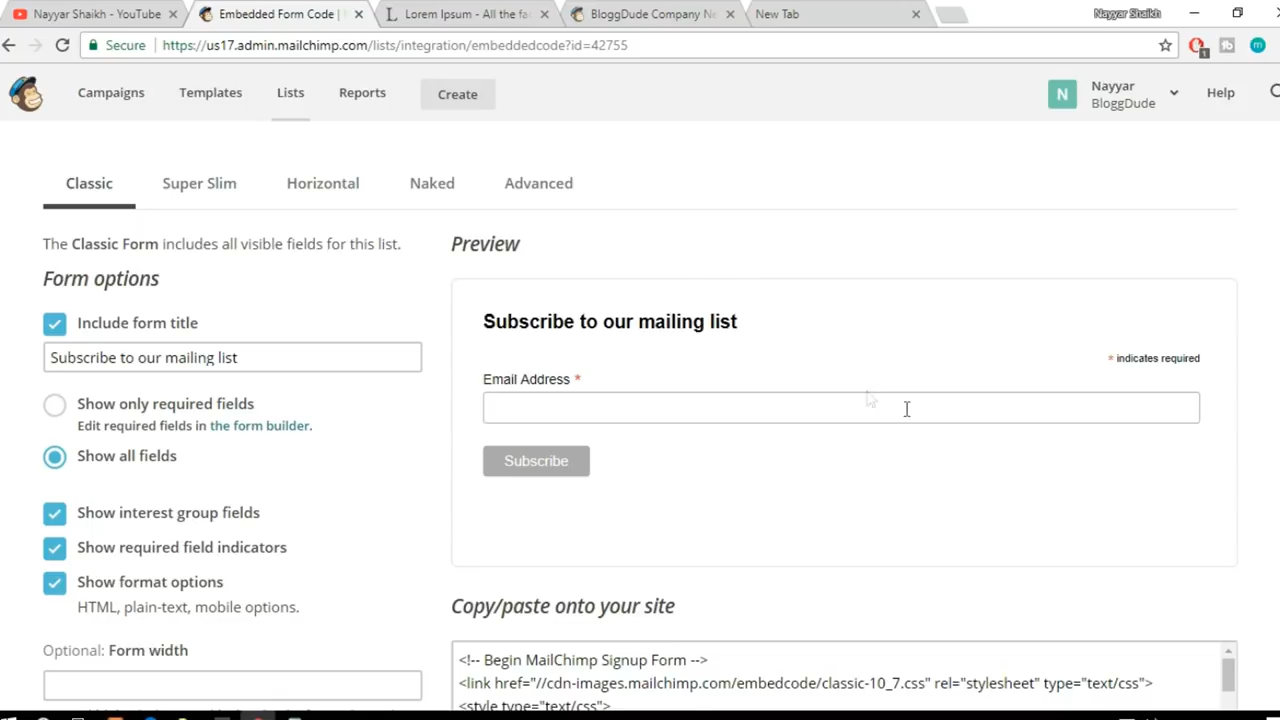 Nayyar Shaikh - YouTube
Embedded Form Code |
Lorem Ipsum - All the fa
BloggDude Company Ne
New Tab
Nayyar Shaikh
Secure
https://us17.admin.mailchimp.com/lists/integration/embeddedcode?id=42755
1
tb
m
Campaigns
Templates
Lists
Reports
Create
N
Nayyar
BloggDude
Help
Classic
Super Slim
Horizontal
Naked
Advanced
The Classic Form includes all visible fields for this list.
Form options
Include form title
Subscribe to our mailing list
Show only required fields
Edit required fields in the form builder.
Show all fields
Show interest group fields
Show required field indicators
Show format options
HTML, plain-text, mobile options.
Optional: Form width
Preview
Subscribe to our mailing list
* indicates required
Email Address *
Subscribe
Copy/paste onto your site
<!-- Begin MailChimp Signup Form -->
<link href="//cdn-images.mailchimp.com/embedcode/classic-10_7.css" rel="stylesheet" type="text/css">
<style type="text/css">